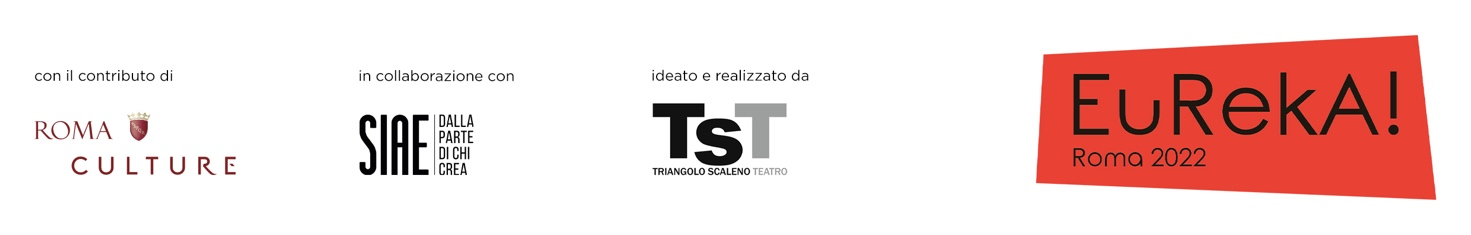 con il contributo di
ROMA
CULTURE
in collaborazione con
SIAE
DALLA
PARTE
DI CHI
CREA
ideato e realizzato da
TsT
TRIANGOLO SCALENO TEATRO
EuRekA!
Roma 2022